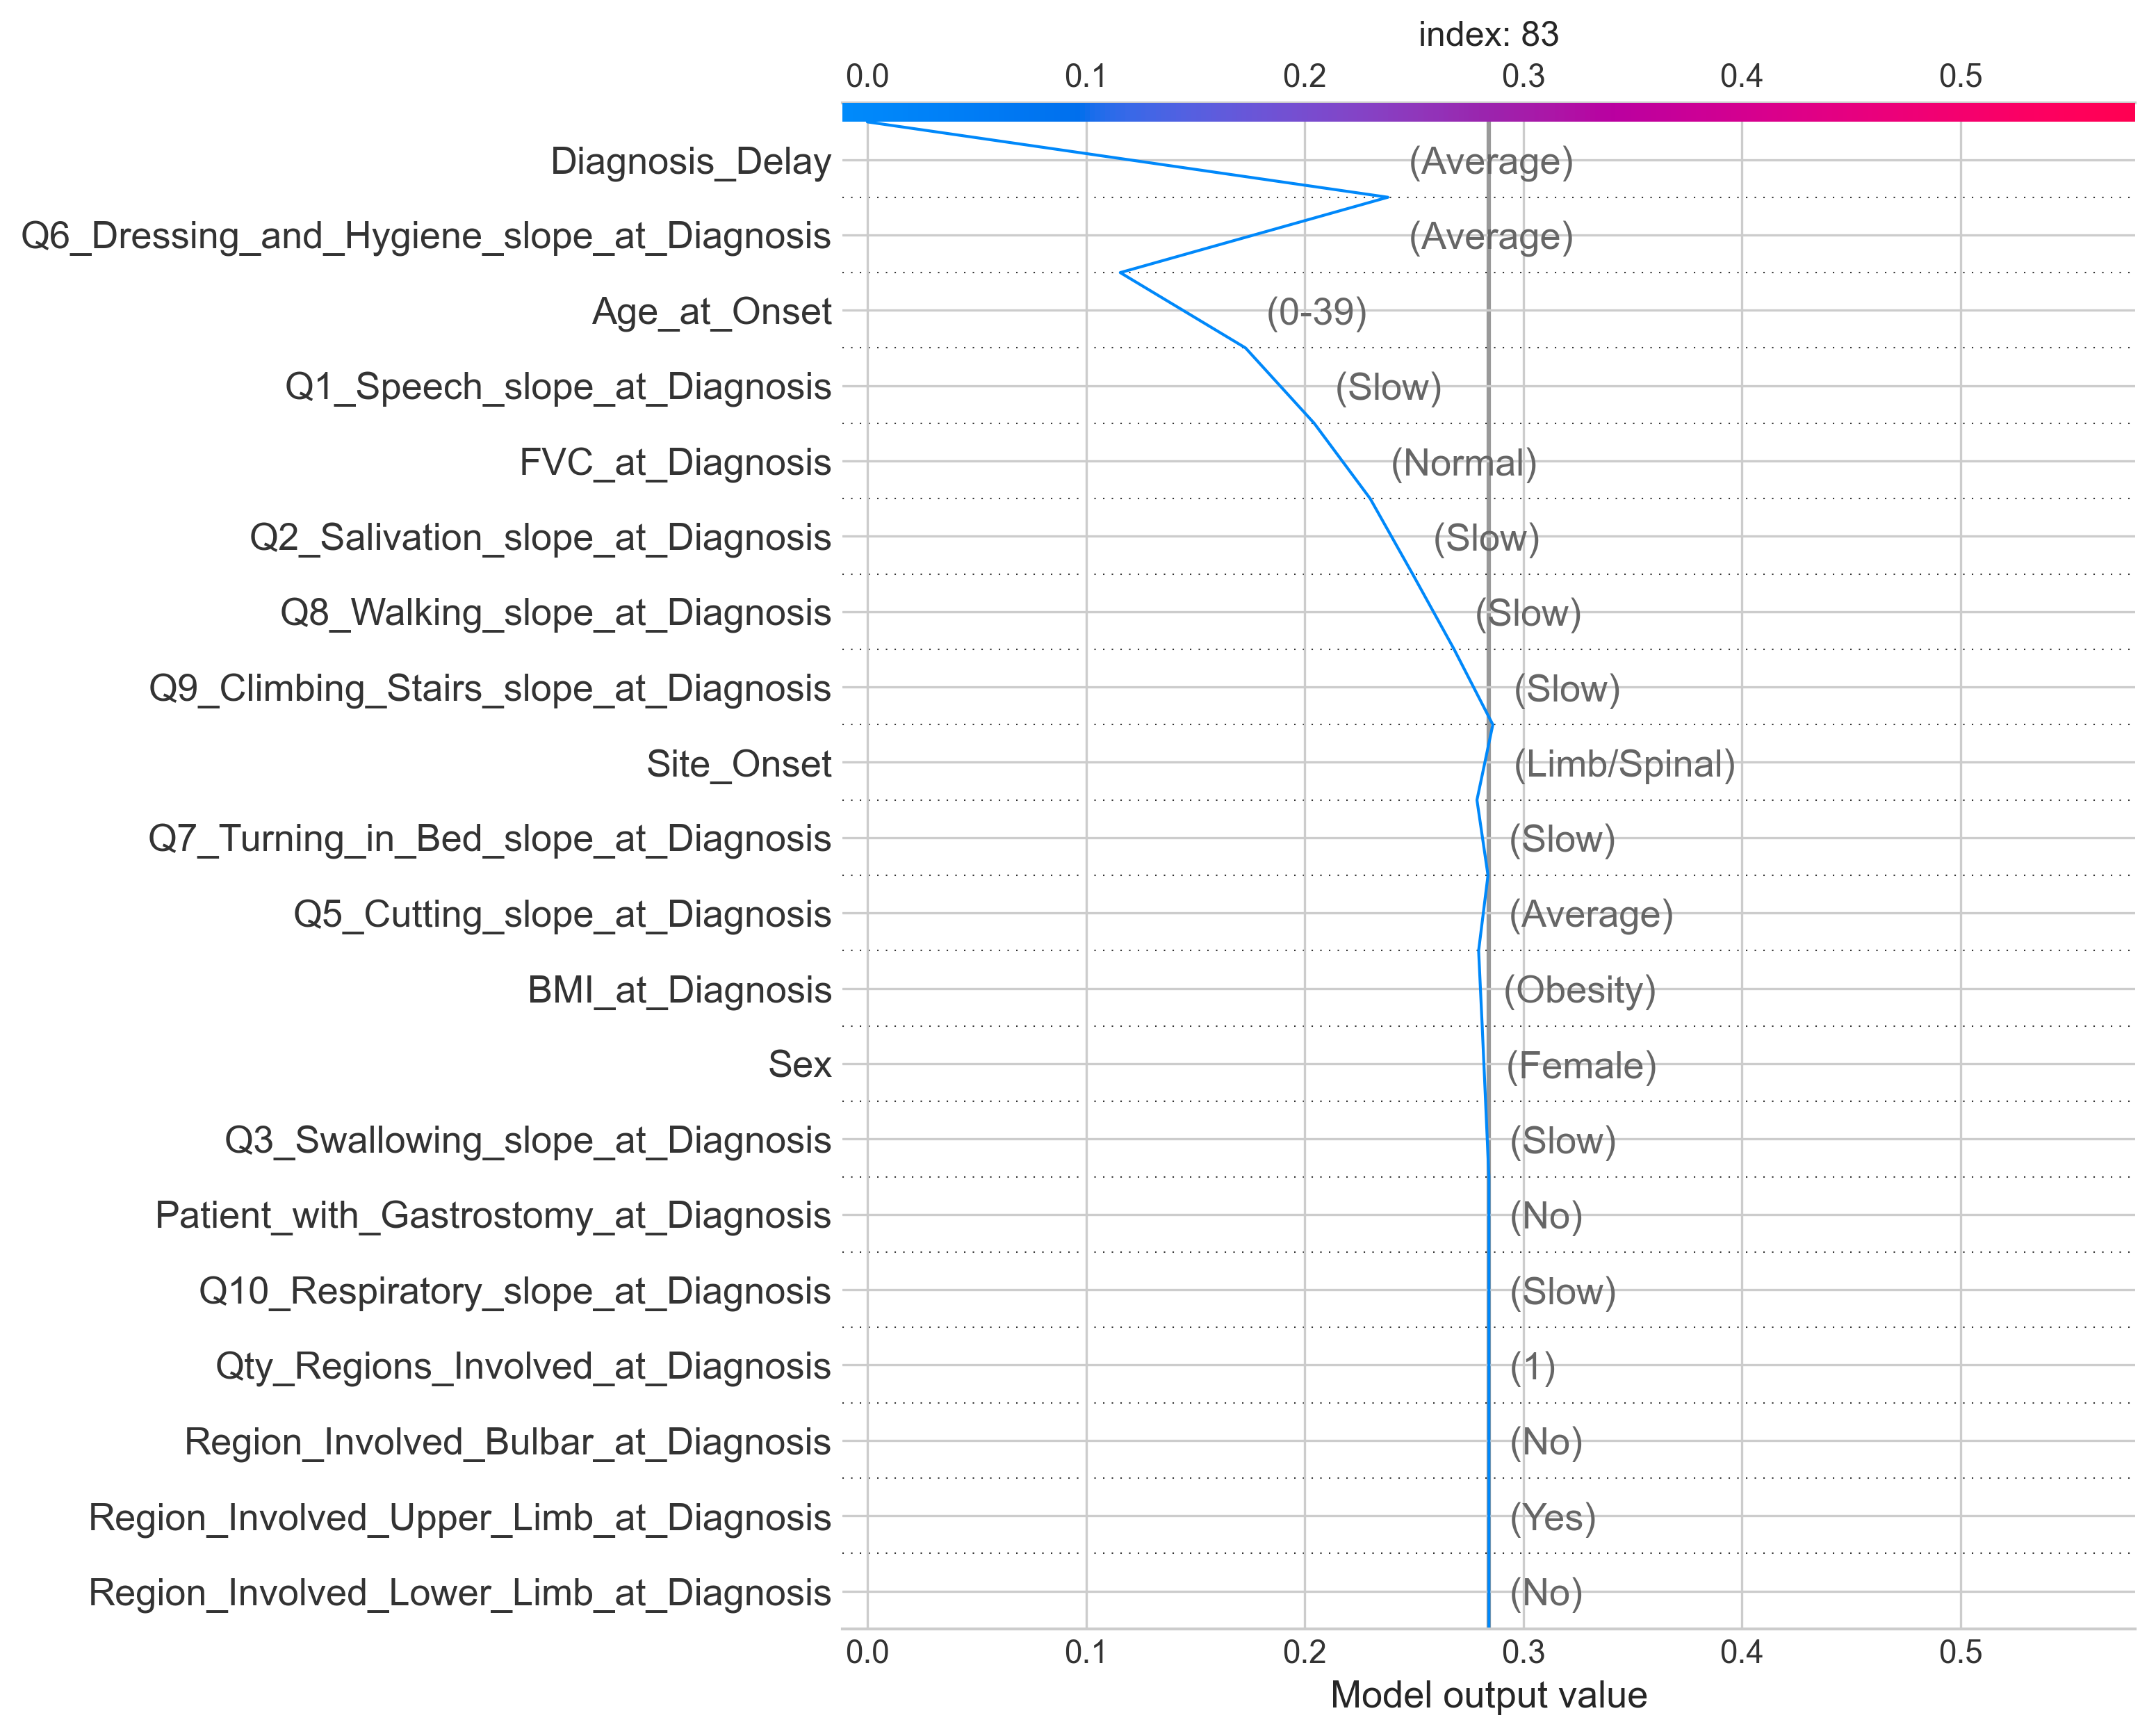 index: 83
0.0 0.1 0.2 0.3 0.4 0.5
Diagnosis_Delay (Average)
Q6_Dressing_and_Hygiene_slope_at_Diagnosis (Average)
Age_at_Onset (0-39)
Q1_Speech_slope_at_Diagnosis (Slow)
FVC_at_Diagnosis (Normal)
Q2_Salivation_slope_at_Diagnosis (Slow)
Q8_Walking_slope_at_Diagnosis (Slow)
Q9_Climbing_Stairs_slope_at_Diagnosis (Slow)
Site_Onset (Limb/Spinal)
Q7_Turning_in_Bed_slope_at_Diagnosis (Slow)
Q5_Cutting_slope_at_Diagnosis (Average)
BMI_at_Diagnosis (Obesity)
Sex (Female)
Q3_Swallowing_slope_at_Diagnosis (Slow)
Patient_with_Gastrostomy_at_Diagnosis (No)
Q10_Respiratory_slope_at_Diagnosis (Slow)
Qty_Regions_Involved_at_Diagnosis (1)
Region_Involved_Bulbar_at_Diagnosis (No)
Region_Involved_Upper_Limb_at_Diagnosis (Yes)
Region_Involved_Lower_Limb_at_Diagnosis (No)
0.0 0.1 0.2 0.3 0.4 0.5
Model output value